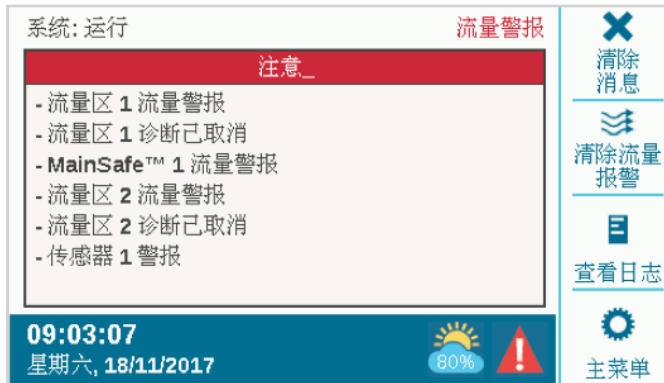 系统: 运行
流量警报
注意_
- 流量区 1 流量警报
- 流量区 1 诊断已取消
- MainSafe™ 1 流量警报
- 流量区 2 流量警报
- 流量区 2 诊断已取消
- 传感器 1 警报
09:03:07
星期六, 18/11/2017
80%
清除
消息
清除流量
报警
查看日志
主菜单